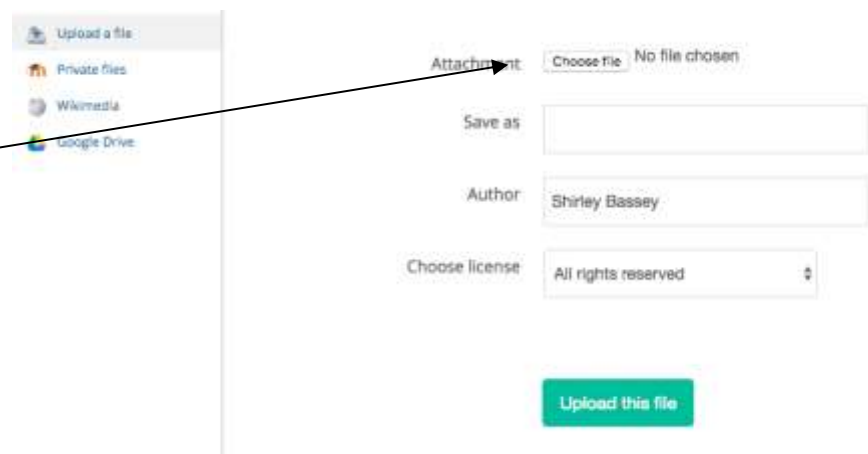 Upload a file
Private files
Wikimedia
Google Drive
Attachment
Choose file No file chosen
Save as
Author
Shirley Bassey
Choose license
All rights reserved
Upload this file